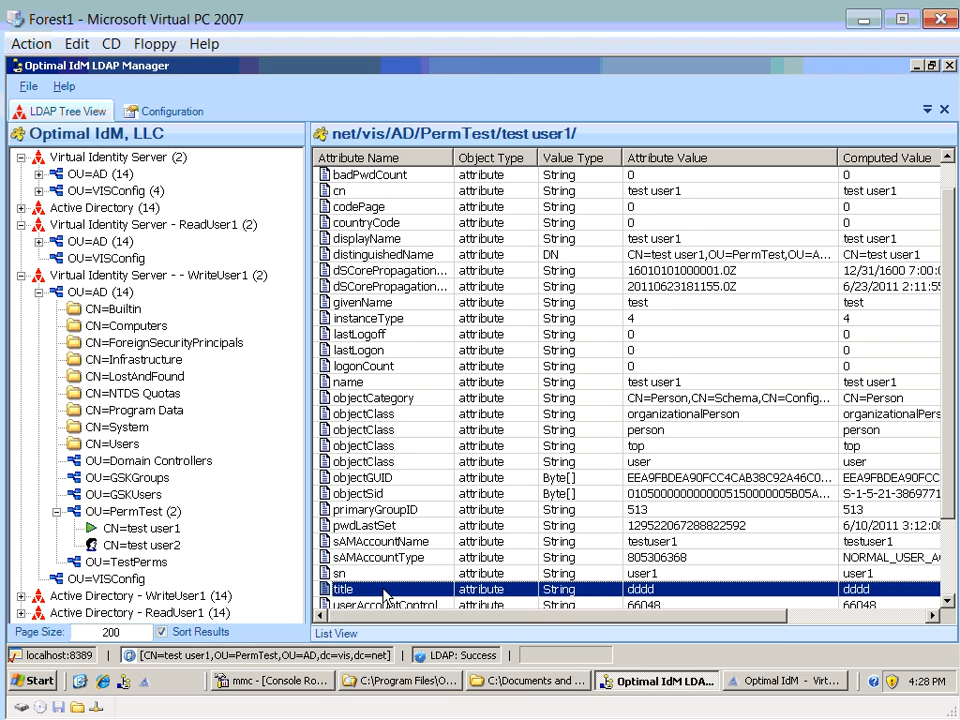 Forest1 - Microsoft Virtual PC 2007
Action Edit CD Floppy Help
Optimal IdM LDAP Manager
File Help
LDAP Tree View Configuration
Optimal IdM, LLC
Virtual Identity Server (2)
OU=AD (14)
OU=VISConfig (4)
Active Directory (14)
Virtual Identity Server - ReadUser1 (2)
OU=AD (14)
OU=VISConfig
Virtual Identity Server - - WriteUser1 (2)
OU=AD (14)
CN=Builtin
CN=Computers
CN=ForeignSecurityPrincipals
CN=Infrastructure
CN=LostAndFound
CN=NTDS Quotas
CN=Program Data
CN=System
CN=Users
OU=Domain Controllers
OU=GSKGroups
OU=GSKUsers
OU=PermTest (2)
CN=test user1
CN=test user2
OU=TestPerms
OU=VISConfig
Active Directory - WriteUser1 (14)
Active Directory - ReadUser1 (14)
Page Size: 200 Sort Results
net/vis/AD/PermTest/test user1/
Attribute Name Object Type Value Type Attribute Value Computed Value
badPwdCount attribute String 0 0
cn attribute String test user1 test user1
codePage attribute String 0 0
countryCode attribute String 0 0
displayName attribute String test user1 test user1
distinguishedName attribute DN CN=test user1,OU=PermTest,OU=A... CN=test user1
dSCorePropagation... attribute String 16010101000001.0Z 12/31/1600 7:00:0
dSCorePropagation... attribute String 20110623181155.0Z 6/23/2011 2:11:55
givenName attribute String test test
instanceType attribute String 4 4
lastLogoff attribute String 0 0
lastLogon attribute String 0 0
logonCount attribute String 0 0
name attribute String test user1 test user1
objectCategory attribute String CN=Person,CN=Schema,CN=Config... CN=Person
objectClass attribute String organizationalPerson organizationalPers
objectClass attribute String person person
objectClass attribute String top top
objectClass attribute String user user
objectGUID attribute Byte[] EEA9FBDEA90FCC4CAB38C92A46C0... EEA9FBDEA90FCC
objectSid attribute Byte[] 010500000000000515000005B05A... S-1-5-21-3869771
primaryGroupID attribute String 513 513
pwdLastSet attribute String 129522067288822592 6/10/2011 3:12:08
sAMAccountName attribute String testuser1 testuser1
sAMAccountType attribute String 805306368 NORMAL_USER_A
sn attribute String user1 user1
title attribute String dddd dddd
userAccountControl attribute String 66048 66048
List View
localhost:8389 [CN=test user1,OU=PermTest,OU=AD,dc=vis,dc=net] LDAP: Success
Start mmc - [Console Ro... C:\Program Files\O... C:\Documents and ... Optimal IdM LDA... Optimal IdM - Virt... 4:28 PM